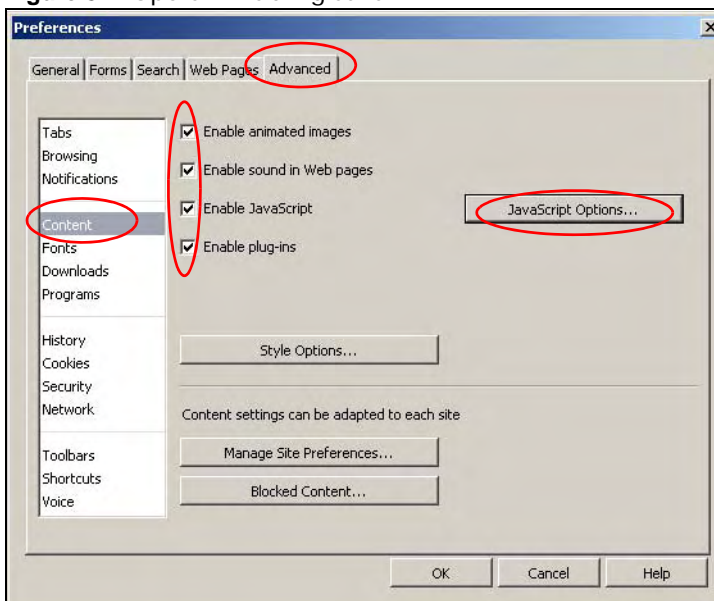 Preferences
General Forms Search Web Pages Advanced
Tabs
Browsing
Notifications
Content
Fonts
Downloads
Programs
History
Cookies
Security
Network
Toolbars
Shortcuts
Voice
Enable animated images
Enable sound in Web pages
Enable JavaScript
JavaScript Options...
Enable plug-ins
Style Options...
Content settings can be adapted to each site
Manage Site Preferences...
Blocked Content...
OK Cancel Help